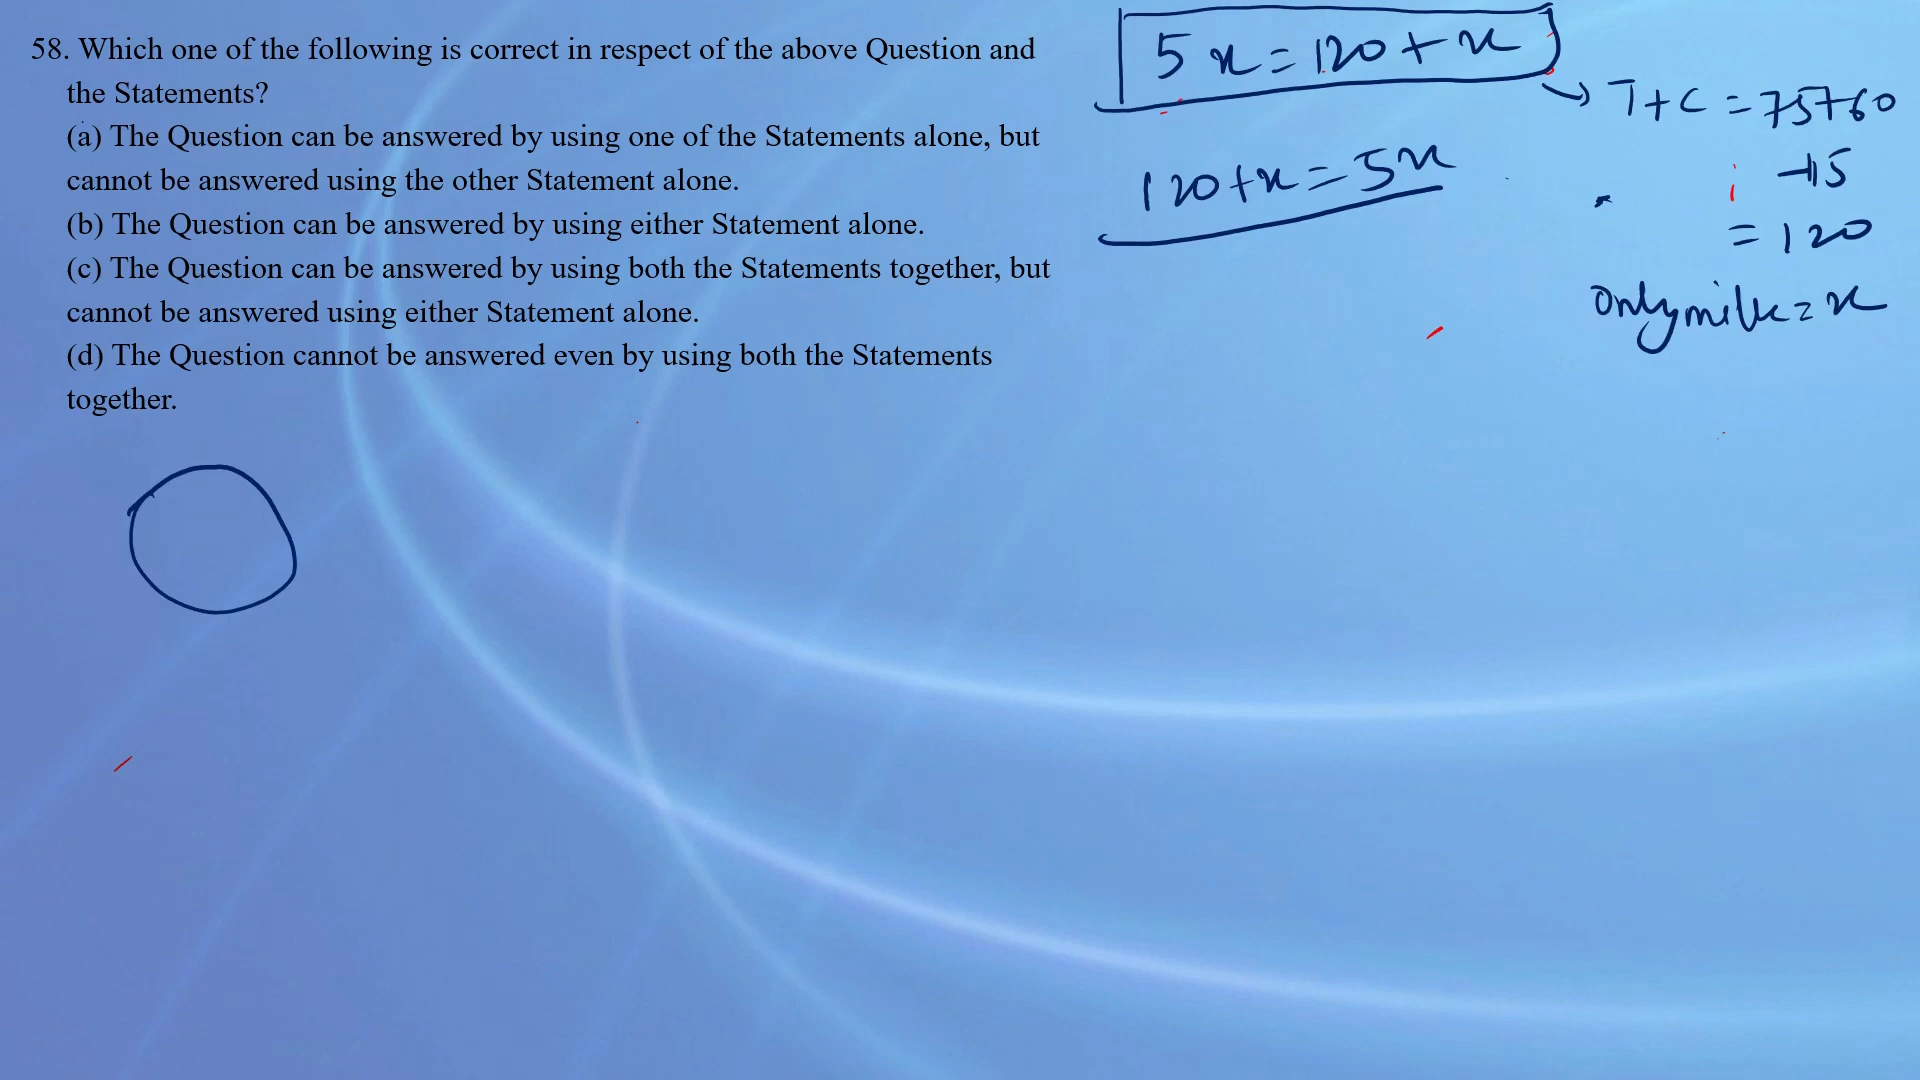 58. Which one of the following is correct in respect of the above Question and
the Statements?
(a) The Question can be answered by using one of the Statements alone, but
cannot be answered using the other Statement alone.
(b) The Question can be answered by using either Statement alone.
(c) The Question can be answered by using both the Statements together, but
cannot be answered using either Statement alone.
(d) The Question cannot be answered even by using both the Statements
together.
5x=120+x
T+C=75+60
-15
=120
120+x=5x
only milk=x